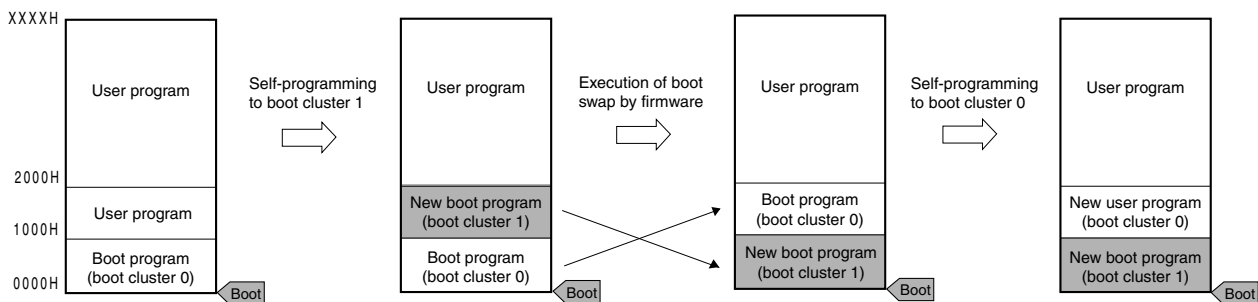 XXXXH
User program
2000H
User program
1000H
Boot program
(boot cluster 0)
0000H
Boot
Self-programming
to boot cluster 1
User program
New boot program
(boot cluster 1)
Boot program
(boot cluster 0)
Boot
Execution of boot
swap by firmware
User program
Boot program
(boot cluster 0)
New boot program
(boot cluster 1)
Boot
Self-programming
to boot cluster 0
User program
New user program
(boot cluster 0)
New boot program
(boot cluster 1)
Boot